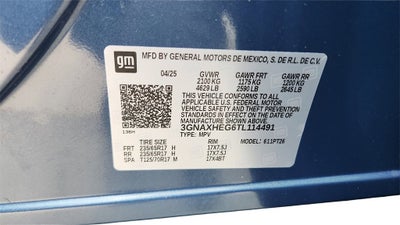 gm
MFD BY GENERAL MOTORS DE MEXICO, S. DE R.L. DE C.V.
04/25 GVWR GAWR FRT GAWR RR
2100 KG 1175 KG 1200 KG
4629 LB 2590 LB 2645 LB
THIS VEHICLE CONFORMS TO ALL
APPLICABLE U.S. FEDERAL MOTOR
VEHICLE SAFETY, BUMPER, AND
THEFT PREVENTION STANDARDS
IN EFFECT ON THE DATE OF
MANUFACTURE SHOWN ABOVE.
3GNAXHEG6TL114491
TYPE: MPV MODEL: 611PT26
TIRE SIZE RIM
FRT 235/65R17 H 17X7.5J
RR 235/65R17 H 17X7.5J
SPA T125/70R17 M 17X4BT